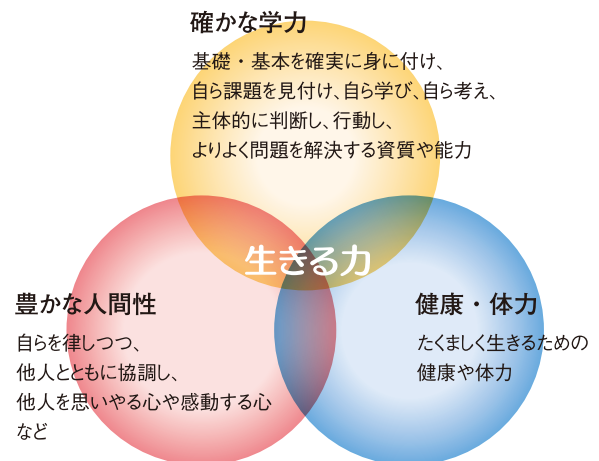 確かな学力
基礎・基本を確実に身に付け、
自ら課題を見付け、自ら学び、自ら考え、
主体的に判断し、行動し、
よりよく問題を解決する資質や能力
生きる力
豊かな人間性
自らを律しつつ、
他人とともに協調し、
他人を思いやる心や感動する心
など
健康・体力
たくましく生きるための
健康や体力